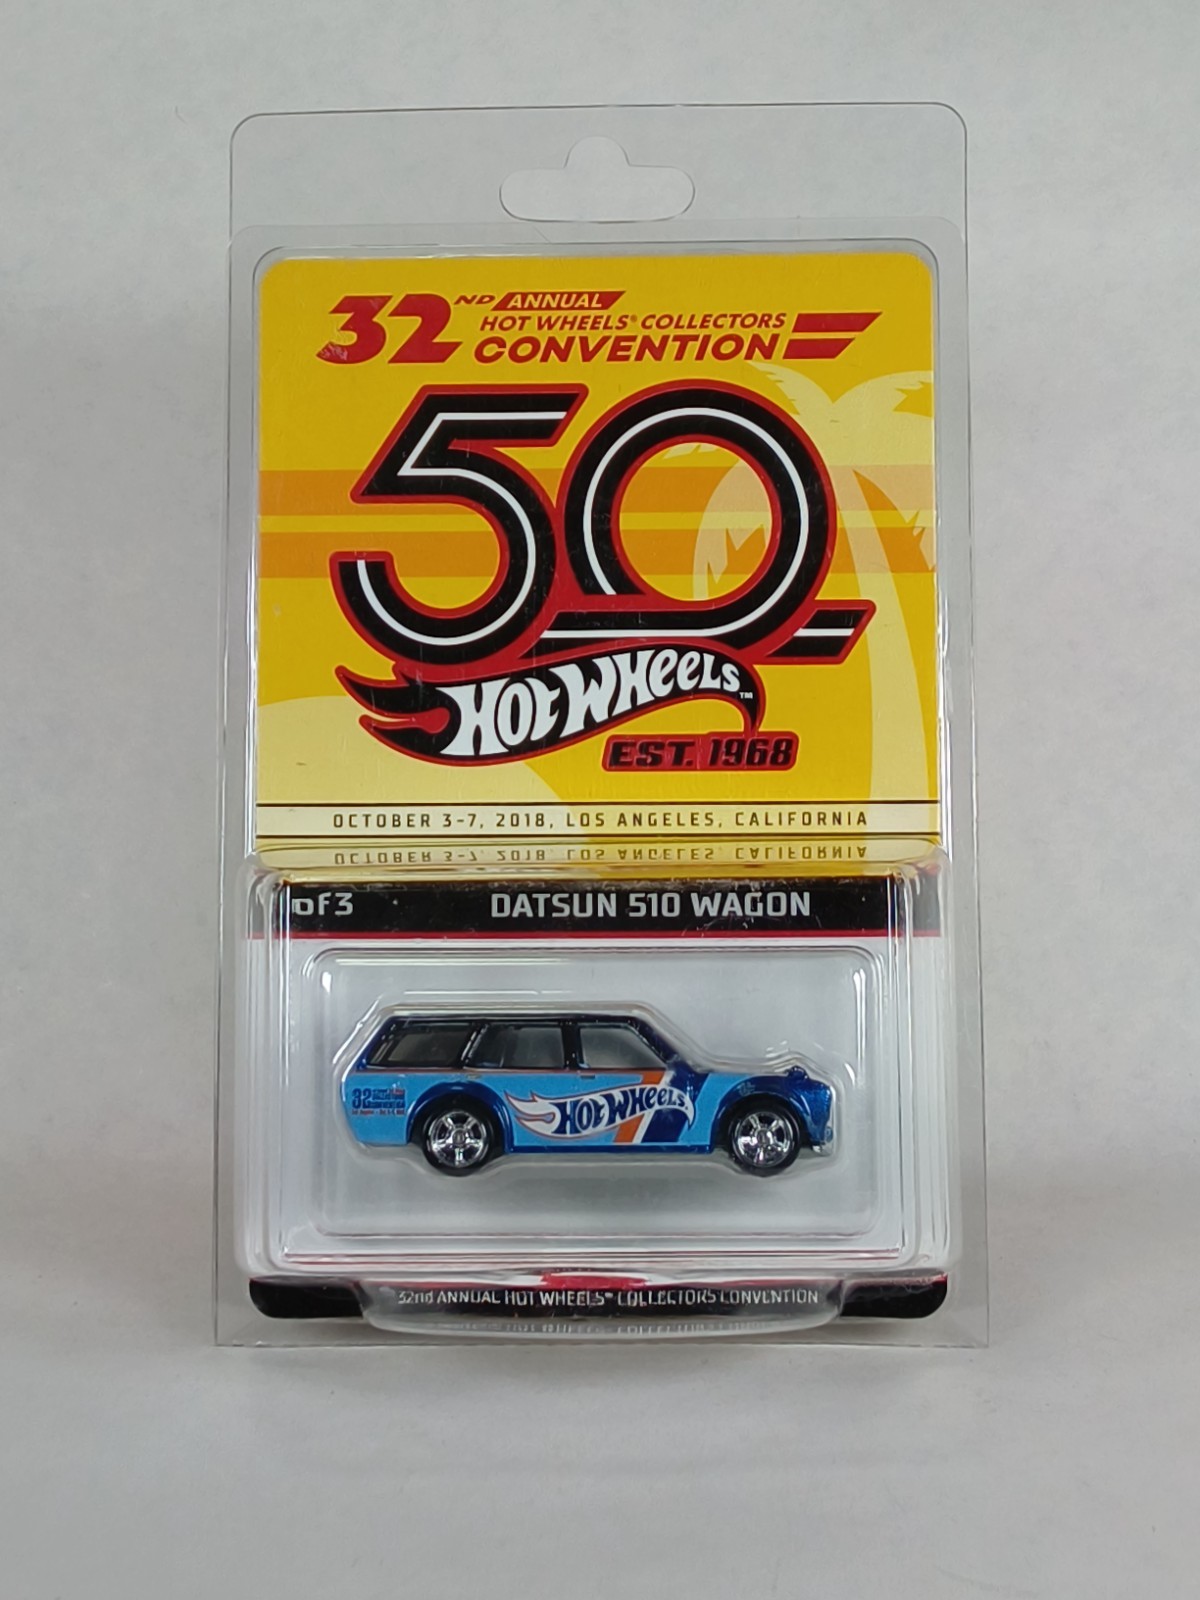 32ND ANNUAL
HOT WHEELS® COLLECTORS
CONVENTION
50
HOT WHEELS™
EST. 1968
OCTOBER 3-7, 2018, LOS ANGELES, CALIFORNIA
OF3 DATSUN 510 WAGON
32
HOT WHEELS
32nd ANNUAL HOT WHEELS® COLLECTORS CONVENTION